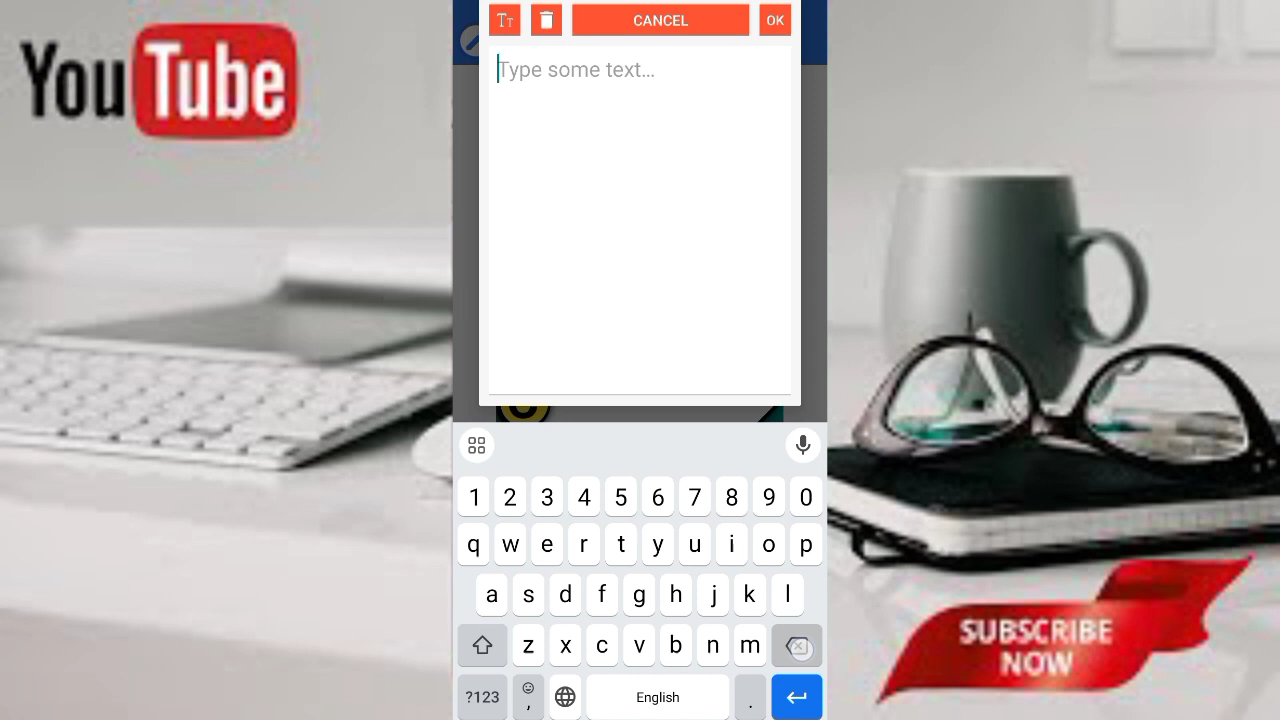 YouTube
TT
CANCEL
OK
Type some text...
1 2 3 4 5 6 7 8 9 0
q w e r t y u i o p
a s d f g h j k l
z x c v b n m
?123 , English .
SUBSCRIBE
NOW